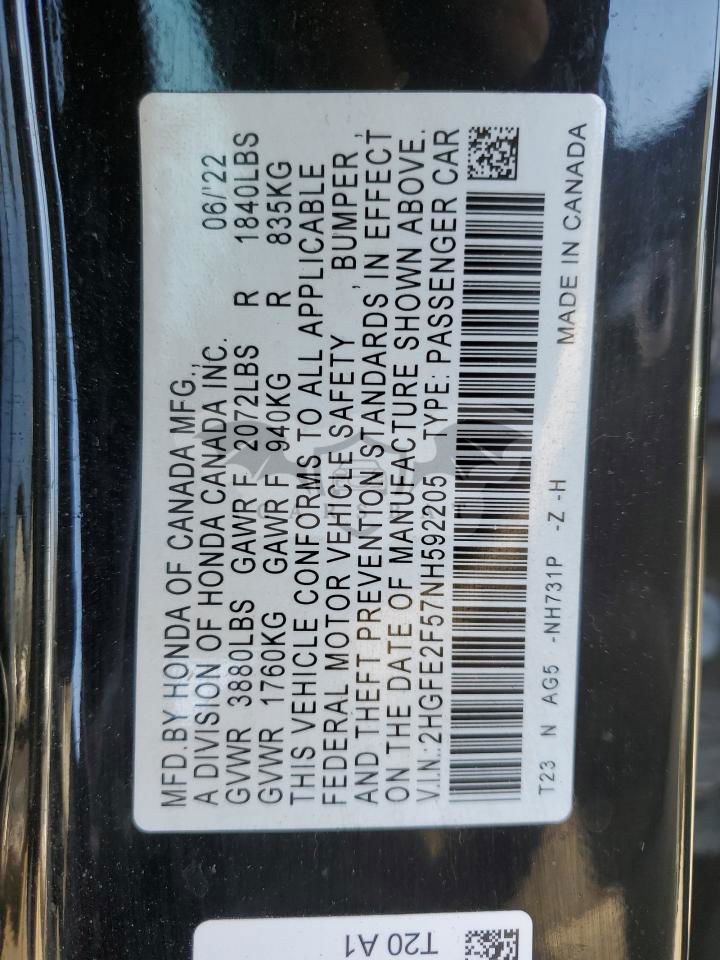 MFD.BY HONDA OF CANADA MFG.,
A DIVISION OF HONDA CANADA INC. 06/'22
GVWR 3880LBS GAWR F 2072LBS R 1840LBS
GVWR 1760KG GAWR F 940KG R 835KG
THIS VEHICLE CONFORMS TO ALL APPLICABLE
FEDERAL MOTOR VEHICLE SAFETY , BUMPER ,
AND THEFT PREVENTION STANDARDS IN EFFECT
ON THE DATE OF MANUFACTURE SHOWN ABOVE.
V.I.N.:2HGFE2F57NH592205 TYPE: PASSENGER CAR
T23 N AG5 -NH731P -Z -H MADE IN CANADA
T20 A1